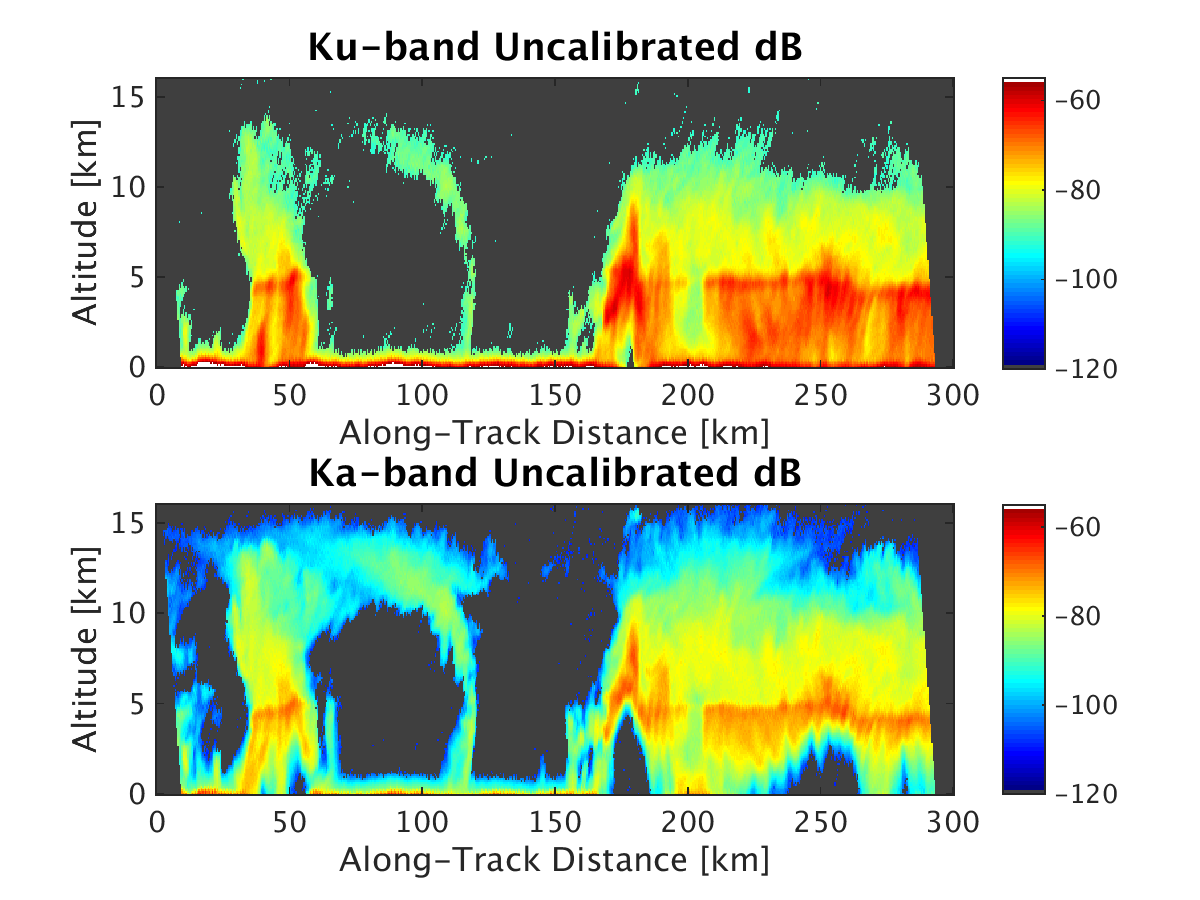 Ku-band Uncalibrated dB
15
10
5
0
Altitude [km]
0 50 100 150 200 250 300
Along-Track Distance [km]
-60
-80
-100
-120
Ka-band Uncalibrated dB
15
10
5
0
Altitude [km]
0 50 100 150 200 250 300
Along-Track Distance [km]
-60
-80
-100
-120